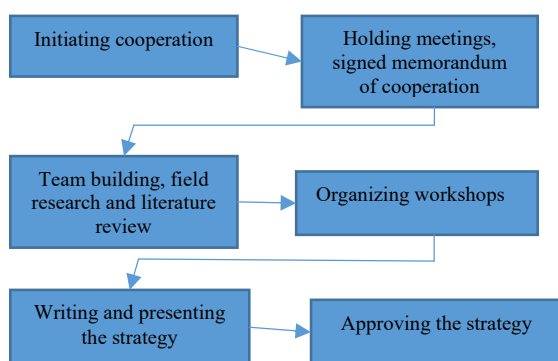 Initiating cooperation
Holding meetings,
signed memorandum
of cooperation
Team building, field
research and literature
review
Organizing workshops
Writing and presenting
the strategy
Approving the strategy